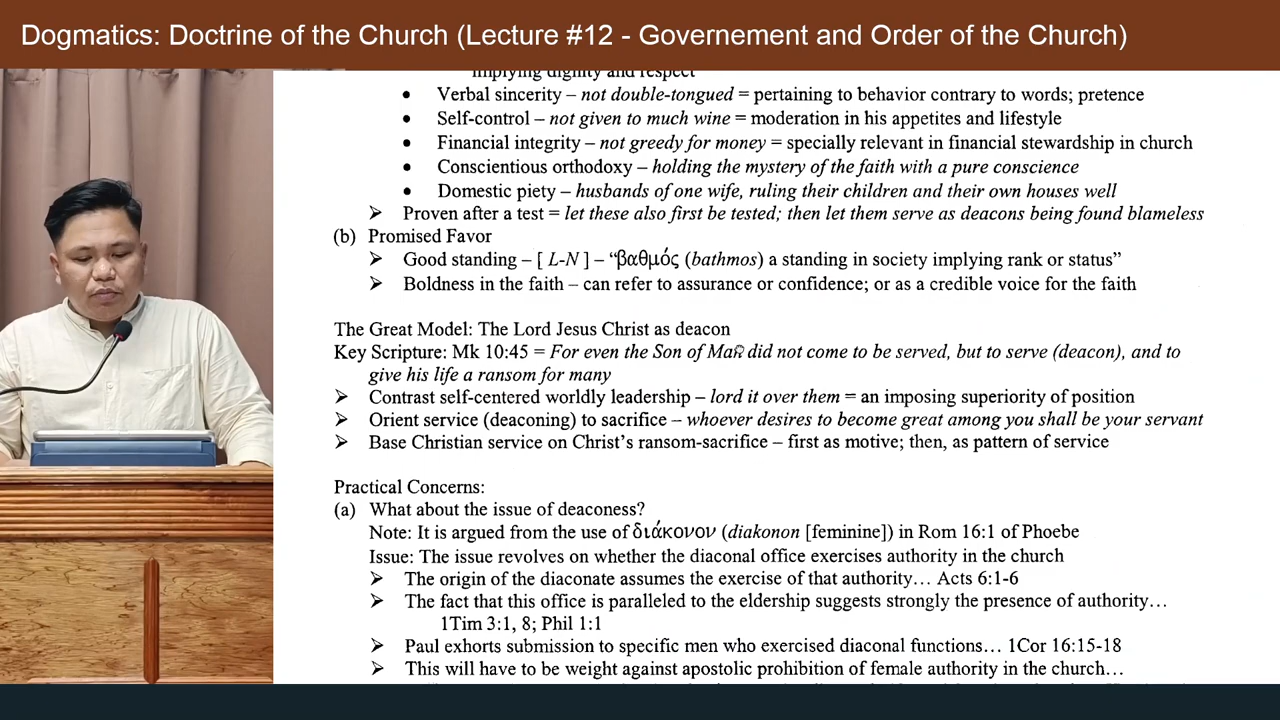 Dogmatics: Doctrine of the Church (Lecture #12 - Governement and Order of the Church)
implying dignity and respect
• Verbal sincerity – not double-tongued = pertaining to behavior contrary to words; pretence
• Self-control – not given to much wine = moderation in his appetites and lifestyle
• Financial integrity – not greedy for money = specially relevant in financial stewardship in church
• Conscientious orthodoxy – holding the mystery of the faith with a pure conscience
• Domestic piety – husbands of one wife, ruling their children and their own houses well
➢ Proven after a test = let these also first be tested; then let them serve as deacons being found blameless
(b) Promised Favor
➢ Good standing – [ L-N ] – “βαθμός (bathmos) a standing in society implying rank or status”
➢ Boldness in the faith – can refer to assurance or confidence; or as a credible voice for the faith
The Great Model: The Lord Jesus Christ as deacon
Key Scripture: Mk 10:45 = For even the Son of Man did not come to be served, but to serve (deacon), and to
give his life a ransom for many
➢ Contrast self-centered worldly leadership – lord it over them = an imposing superiority of position
➢ Orient service (deaconing) to sacrifice – whoever desires to become great among you shall be your servant
➢ Base Christian service on Christ’s ransom-sacrifice – first as motive; then, as pattern of service
Practical Concerns:
(a) What about the issue of deaconess?
Note: It is argued from the use of διάκονον (diakonon [feminine]) in Rom 16:1 of Phoebe
Issue: The issue revolves on whether the diaconal office exercises authority in the church
➢ The origin of the diaconate assumes the exercise of that authority… Acts 6:1-6
➢ The fact that this office is paralleled to the eldership suggests strongly the presence of authority…
1Tim 3:1, 8; Phil 1:1
➢ Paul exhorts submission to specific men who exercised diaconal functions… 1Cor 16:15-18
➢ This will have to be weight against apostolic prohibition of female authority in the church…